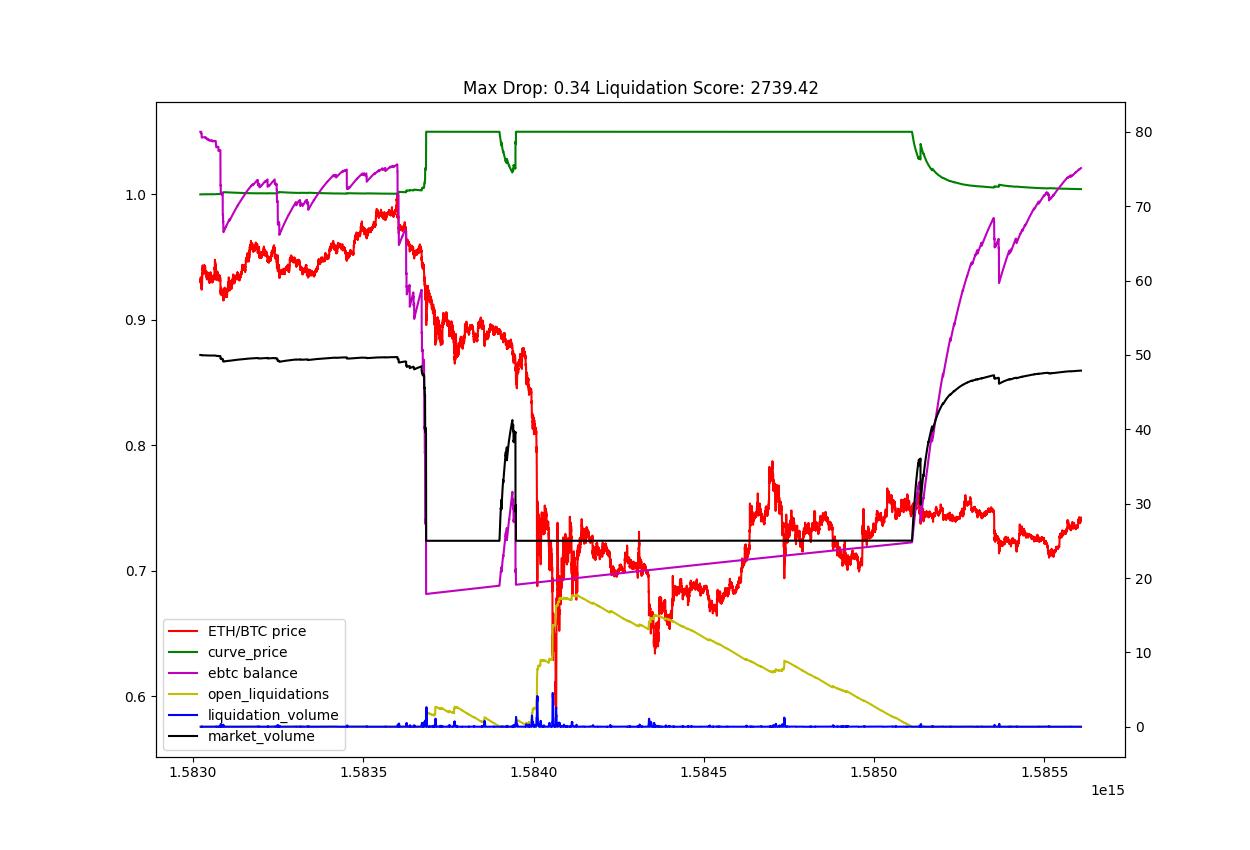 Max Drop: 0.34 Liquidation Score: 2739.42
1.0
0.9
0.8
0.7
0.6
80
70
60
50
40
30
20
10
0
ETH/BTC price
curve_price
ebtc balance
open_liquidations
liquidation_volume
market_volume
1.5830 1.5835 1.5840 1.5845 1.5850 1.5855
1e15